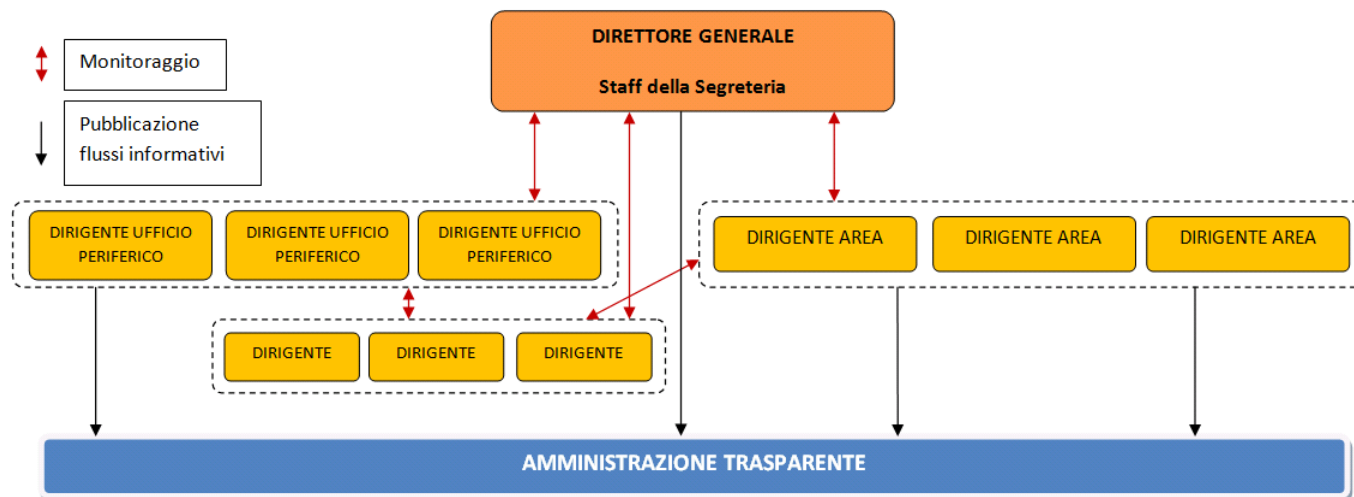 DIRETTORE GENERALE
Staff della Segreteria
Monitoraggio
Pubblicazione
flussi informativi
DIRIGENTE UFFICIO
PERIFERICO
DIRIGENTE UFFICIO
PERIFERICO
DIRIGENTE UFFICIO
PERIFERICO
DIRIGENTE AREA
DIRIGENTE AREA
DIRIGENTE AREA
DIRIGENTE
DIRIGENTE
DIRIGENTE
AMMINISTRAZIONE TRASPARENTE